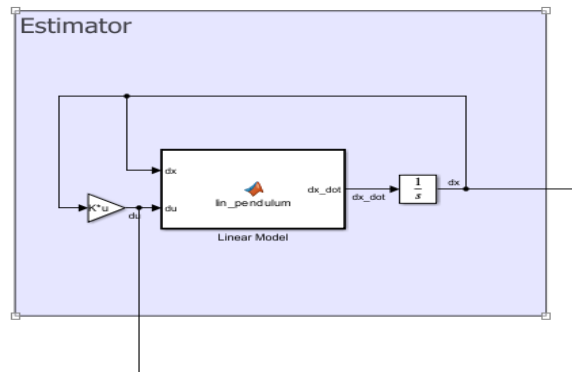 Estimator
dx
du
lin_pendulum
dx_dot
Linear Model
K*u
du
dx_dot
1
s
dx